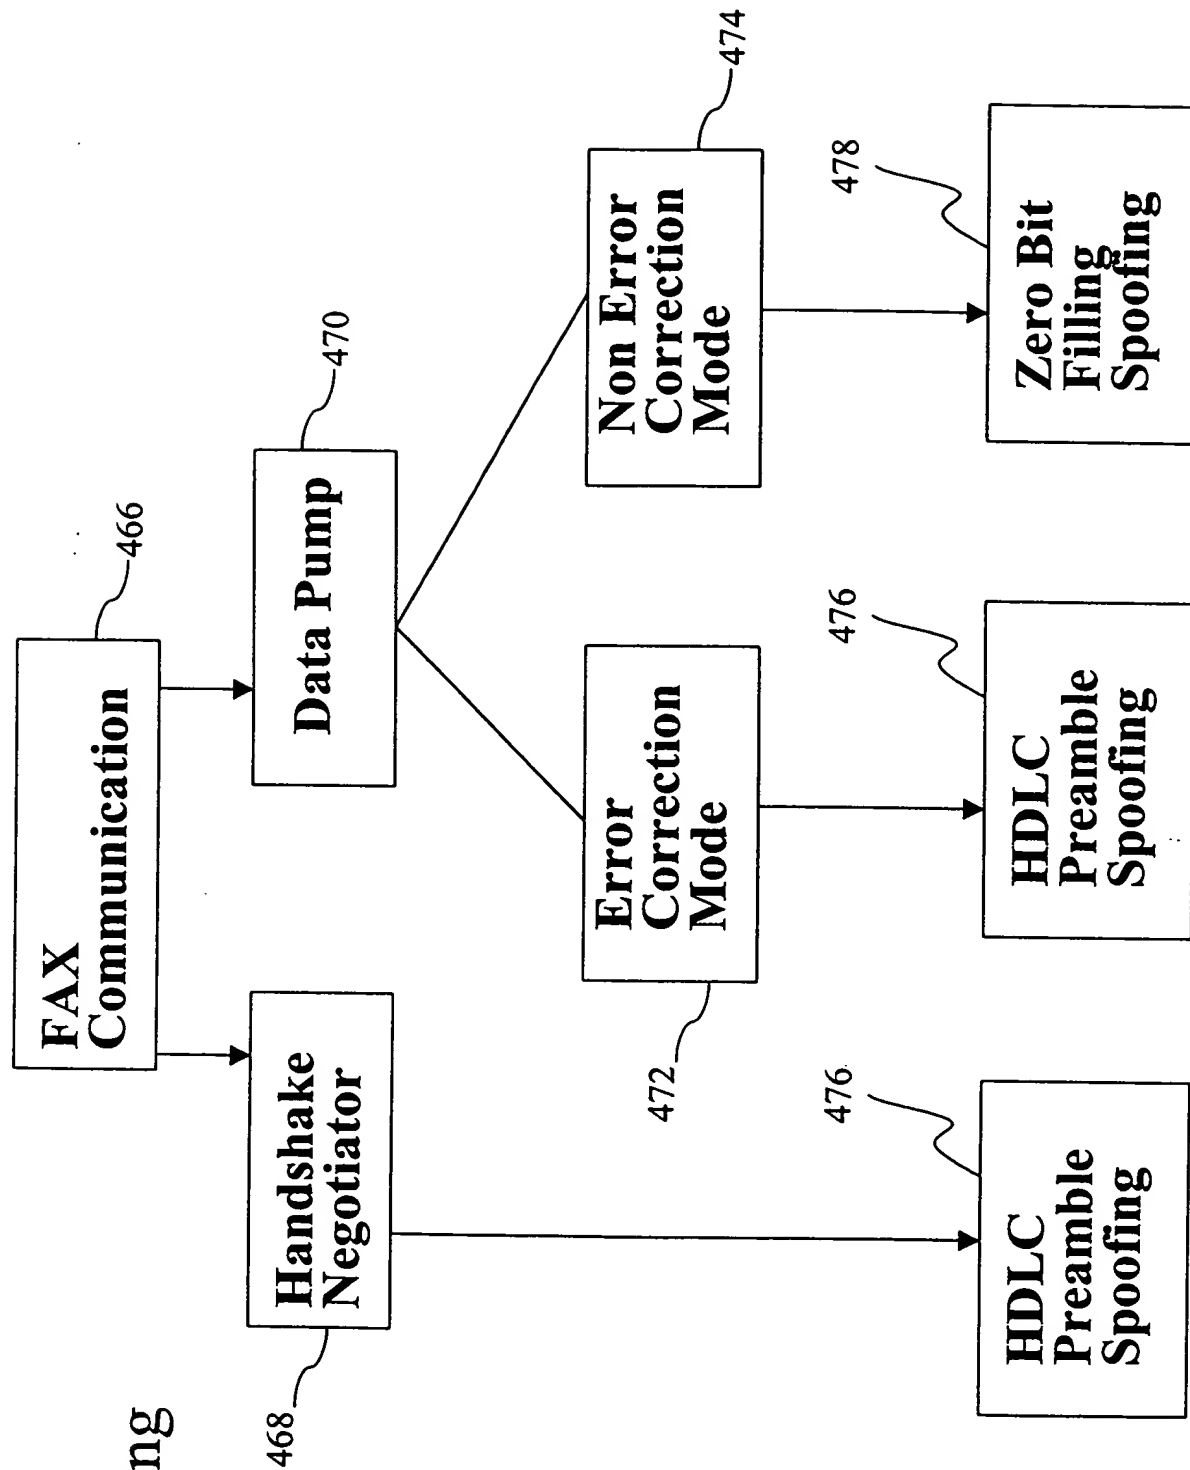 ng
FAX
Communication
466
468
Handshake
Negotiator
Data Pump
470
472
Error
Correction
Mode
Non Error
Correction
Mode
474
476
HDLC
Preamble
Spoofing
476
HDLC
Preamble
Spoofing
478
Zero Bit
Filling
Spoofing